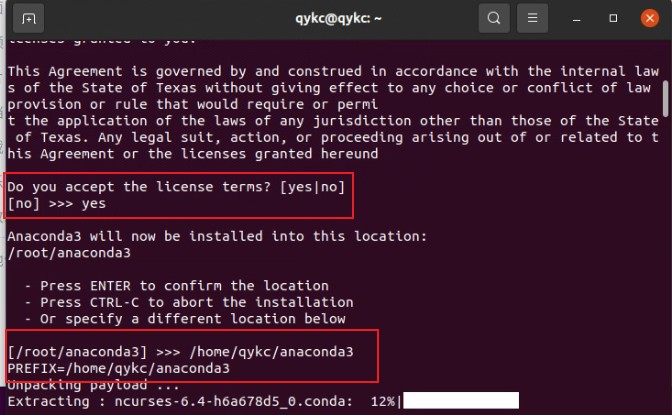 qykc@qykc: ~
icenses granted to you.
This Agreement is governed by and construed in accordance with the internal law
s of the State of Texas without giving effect to any choice or conflict of law
provision or rule that would require or permi
t the application of the laws of any jurisdiction other than those of the State
of Texas. Any legal suit, action, or proceeding arising out of or related to t
his Agreement or the licenses granted hereund
Do you accept the license terms? [yes|no]
[no] >>> yes
Anaconda3 will now be installed into this location:
/root/anaconda3
- Press ENTER to confirm the location
- Press CTRL-C to abort the installation
- Or specify a different location below
[/root/anaconda3] >>> /home/qykc/anaconda3
PREFIX=/home/qykc/anaconda3
Unpacking payload ...
Extracting : ncurses-6.4-h6a678d5_0.conda:  12%|